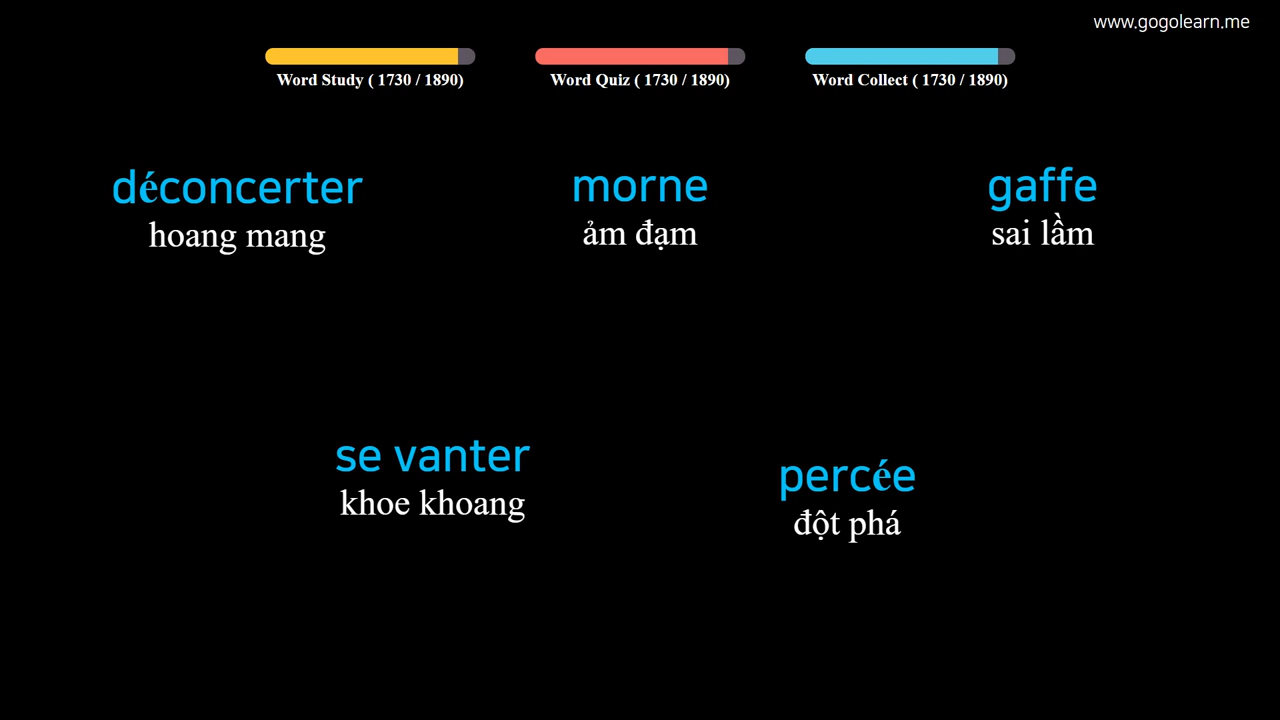 www.gogolearn.me
Word Study ( 1730 / 1890)
Word Quiz ( 1730 / 1890)
Word Collect ( 1730 / 1890)
déconcerter
hoang mang
morne
ảm đạm
gaffe
sai lầm
se vanter
khoe khoang
percée
đột phá